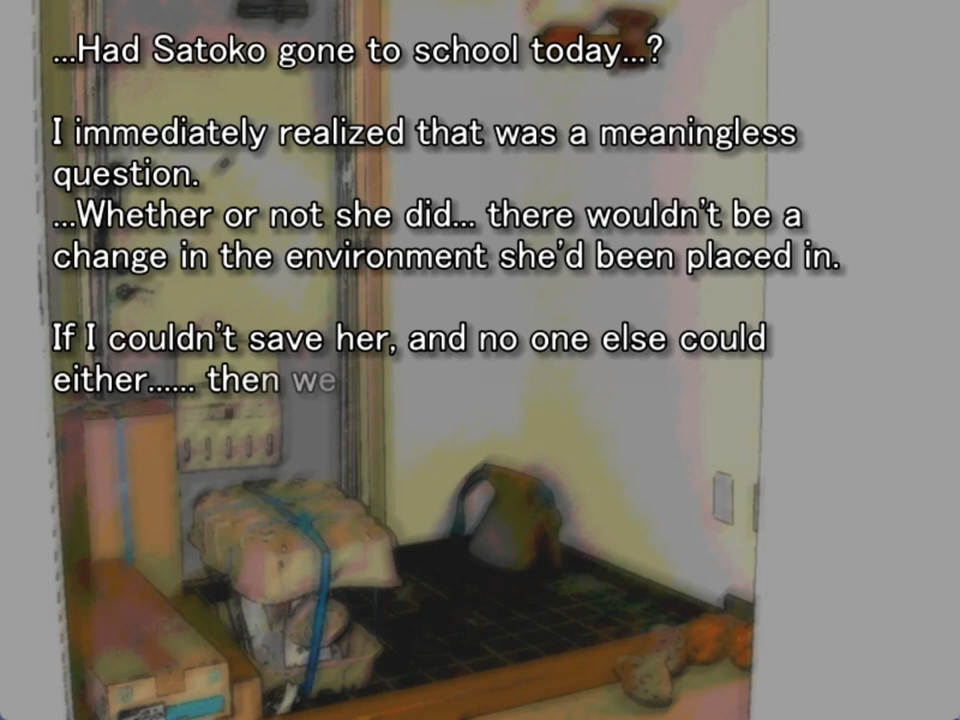 ...Had Satoko gone to school today...?
I immediately realized that was a meaningless
question.
...Whether or not she did... there wouldn't be a
change in the environment she'd been placed in.
If I couldn't save her, and no one else could
either...... then we